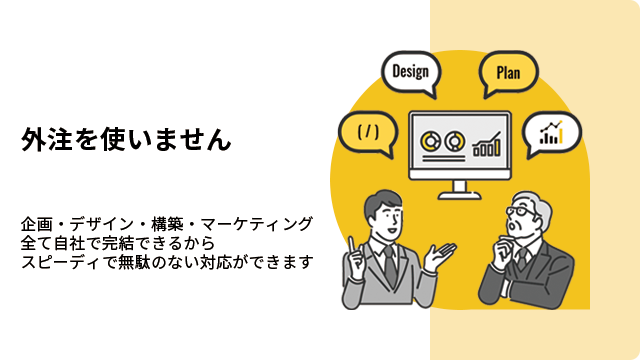 外注を使いません
企画・デザイン・構築・マーケティング
全て自社で完結できるから
スピーディで無駄のない対応ができます
Design
Plan
(/)